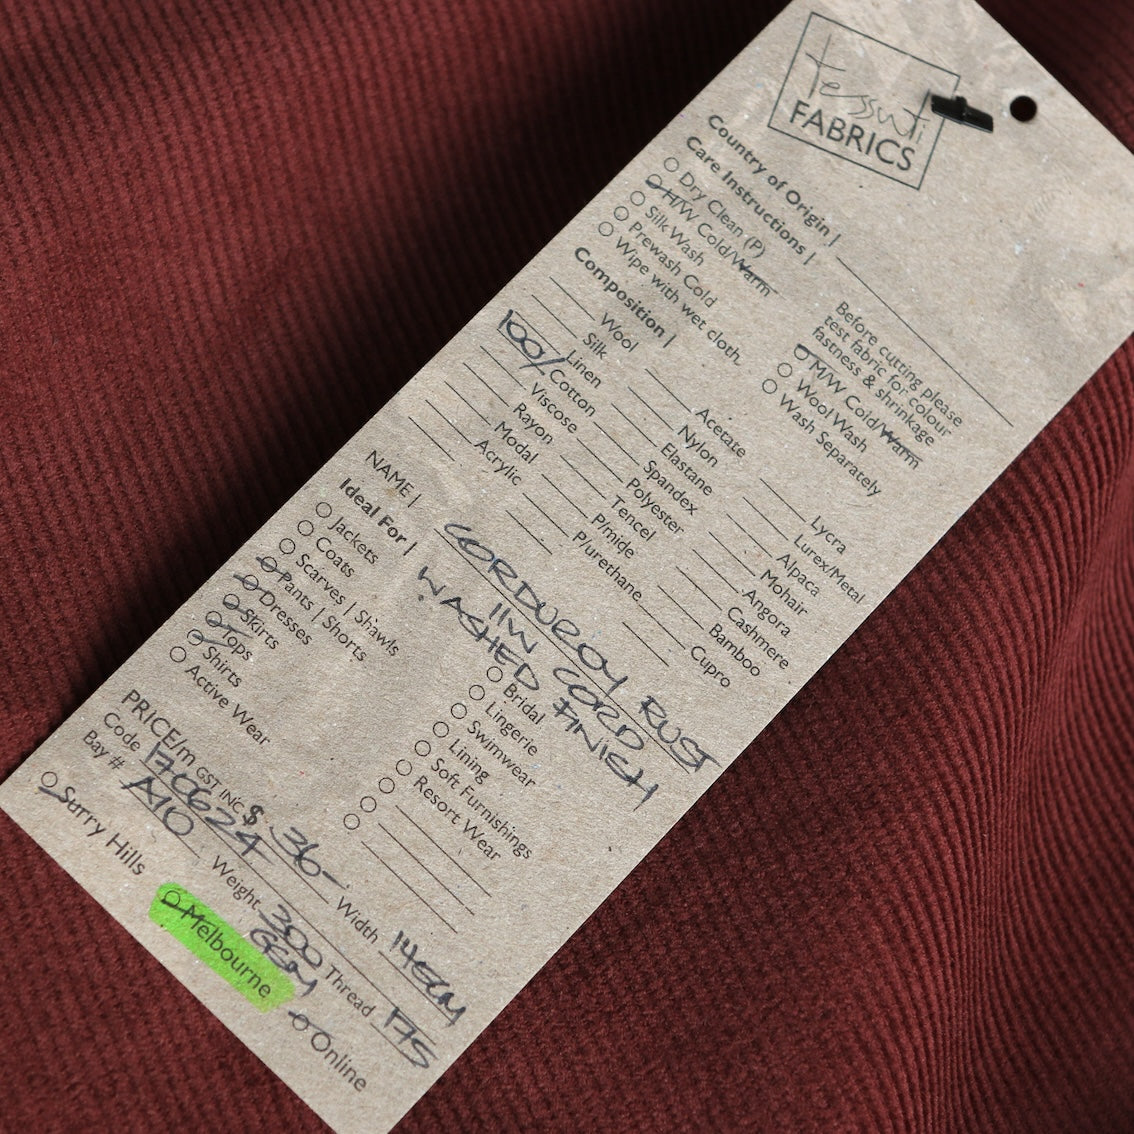 Tessuti
FABRICS
Country of Origin |
Care Instructions |
Dry Clean (P)
H/W Cold/Warm
Silk Wash
Prewash Cold
Wipe with wet cloth.
Before cutting please
test fabric for colour
fastness & shrinkage
M/W Cold/Warm
Wool Wash
Wash Separately
Composition |
Wool
Silk
Linen
100% Cotton
Viscose
Rayon
Modal
Acrylic
Acetate
Nylon
Elastane
Spandex
Polyester
Tencel
P/mide
P/urethane
Lycra
Lurex/Metal
Alpaca
Mohair
Angora
Cashmere
Bamboo
Cupro
NAME | CORDUROY RUST
11W CORD
WASHED FINISH
Ideal For |
Jackets
Coats
Scarves | Shawls
Pants | Shorts
Dresses
Skirts
Tops
Shirts
Active Wear
Bridal
Lingerie
Swimwear
Lining
Soft Furnishings
Resort Wear
PRICE/m GST INC $ 36-
Code 170624 Width 145CM
Bay # A10 Weight 300 GSM Thread 175
Surry Hills Melbourne Online